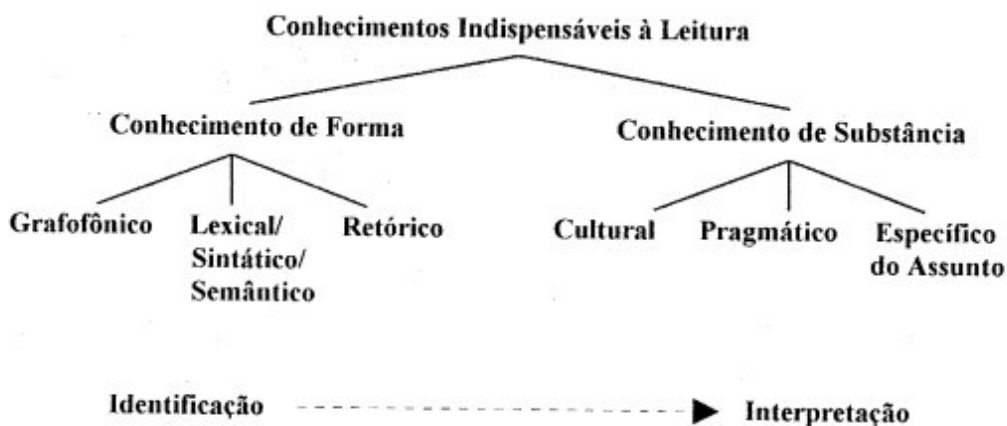 Conhecimentos Indispensáveis à Leitura
Conhecimento de Forma
Conhecimento de Substância
Grafofônico
Lexical/
Sintático/
Semântico
Retórico
Cultural
Pragmático
Específico
do Assunto
Identificação
Interpretação